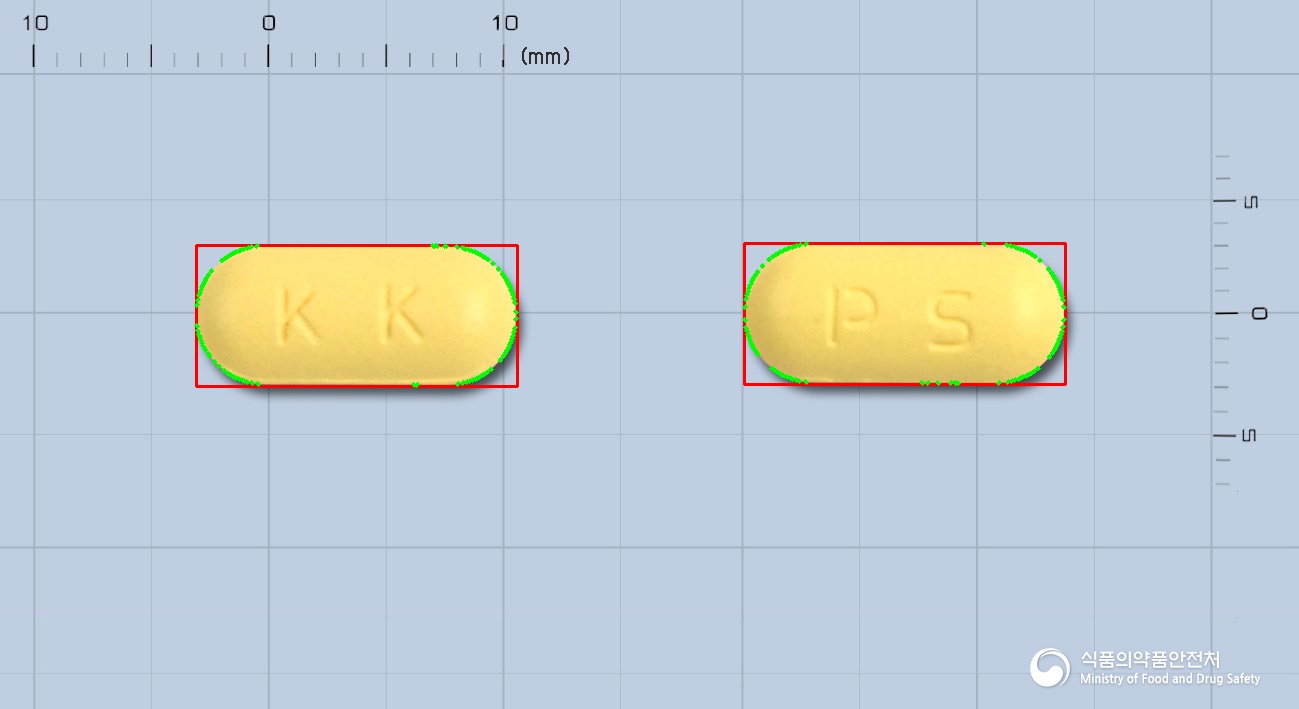 10 0 10
(mm)
5
K K
P S
0
5
식품의약품안전처
Ministry of Food and Drug Safety